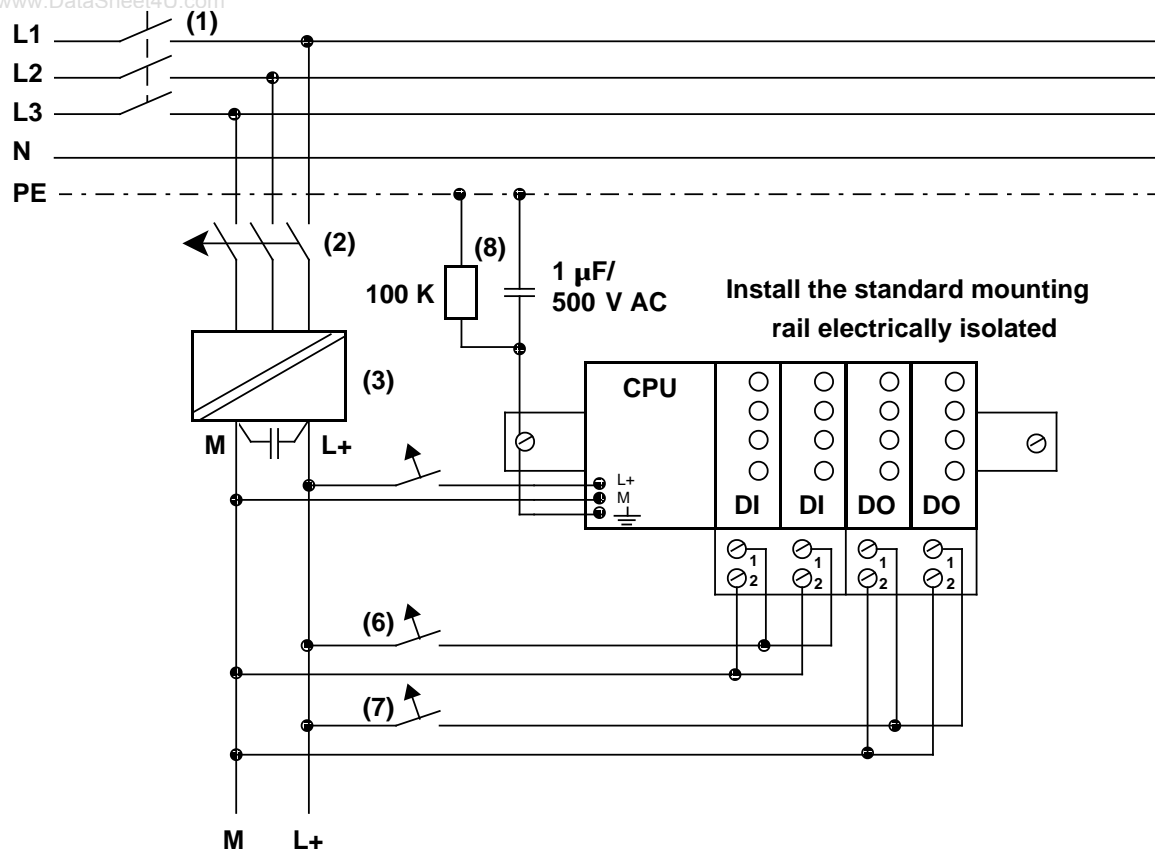 www.DataSheet4U.com
L1
(1)
L2
L3
N
PE
(2)
(8)
100 K
1 µF/
500 V AC
Install the standard mounting
rail electrically isolated
(3)
CPU
M
L+
L+
M
DI
DI
DO
DO
1
1
1
1
2
2
2
2
(6)
(7)
M
L+